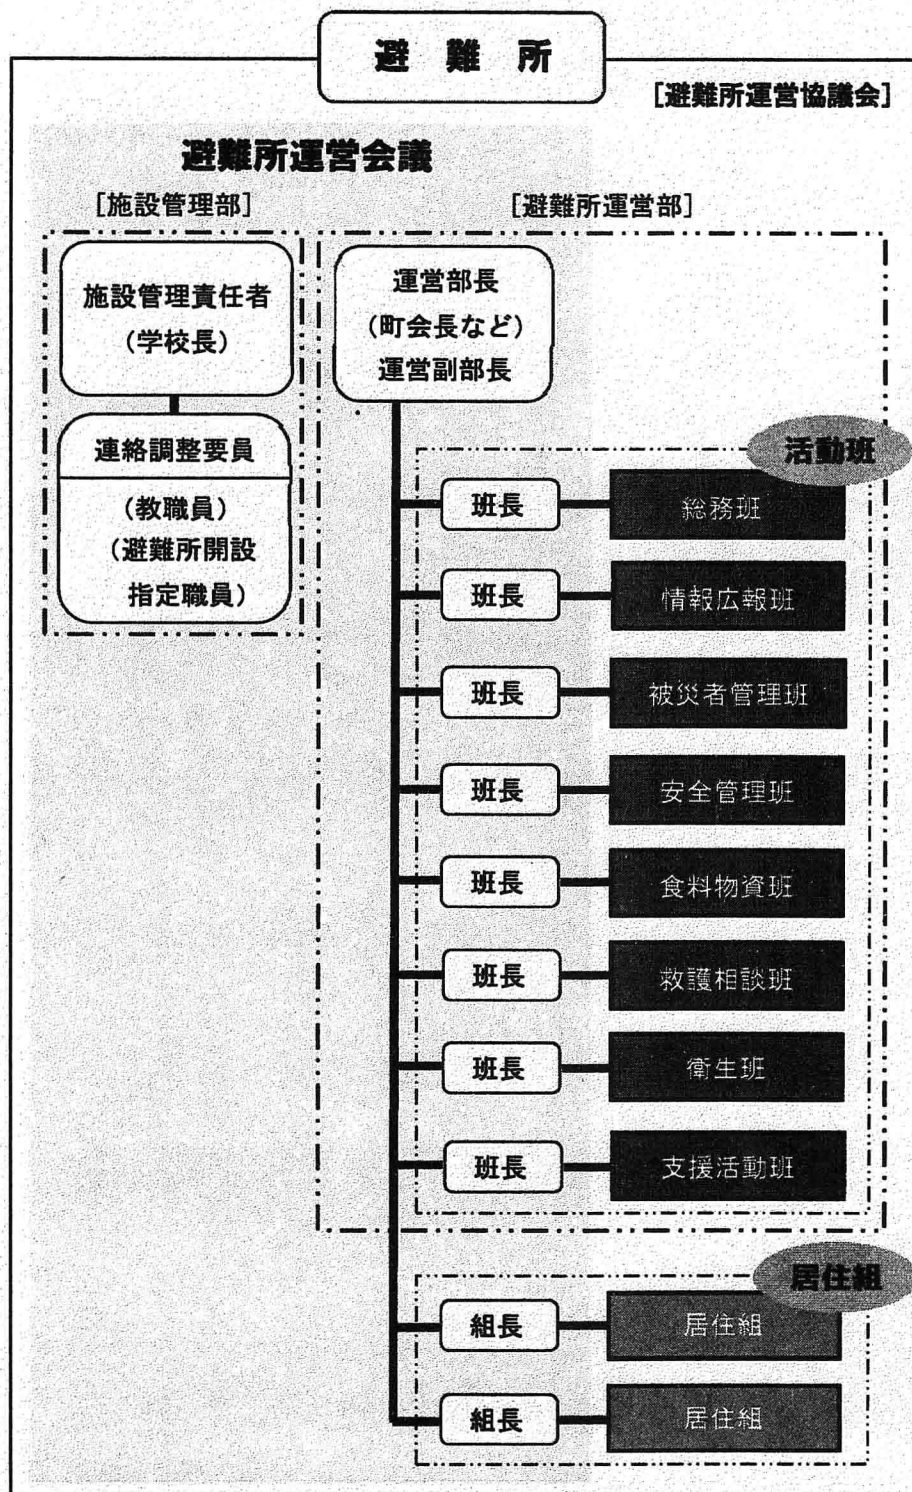 避難所
[避難所運営協議会]
避難所運営会議
[施設管理部]
[避難所運営部]
施設管理責任者
(学校長)
連絡調整要員
(教職員)
(避難所開設
指定職員)
運営部長
(町会長など)
運営副部長
活動班
班長
総務班
班長
情報広報班
班長
被災者管理班
班長
安全管理班
班長
食料物資班
班長
救護相談班
班長
衛生班
班長
支援活動班
居住組
組長
居住組
組長
居住組